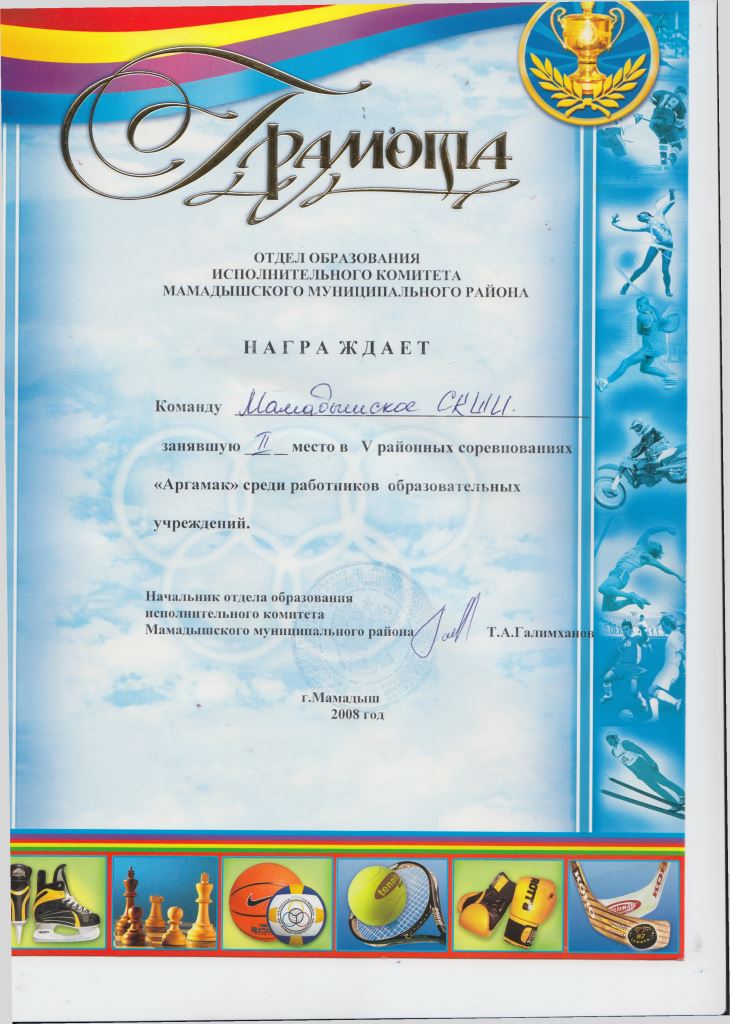 Грамота
ОТДЕЛ ОБРАЗОВАНИЯ
ИСПОЛНИТЕЛЬНОГО КОМИТЕТА
МАМАДЫШСКОГО МУНИЦИПАЛЬНОГО РАЙОНА
НАГРАЖДАЕТ
Команду Мамадышское СКШИ.
занявшую II место в V районных соревнованиях
«Аргамак» среди работников образовательных
учреждений.
Начальник отдела образования
исполнительного комитета
Мамадышского муниципального района Т.А.Галимханов
г.Мамадыш
2008 год